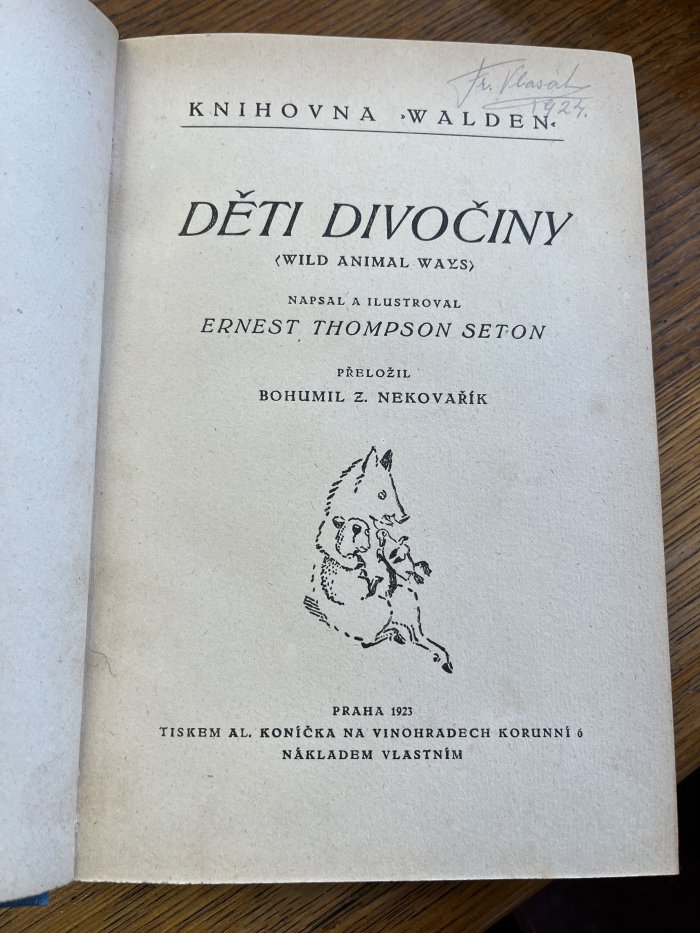 Fr. Vlasák
1924.
KNIHOVNA »WALDEN«
DĚTI DIVOČINY
(WILD ANIMAL WAYS)
NAPSAL A ILUSTROVAL
ERNEST THOMPSON SETON
PŘELOŽIL
BOHUMIL Z. NEKOVAŘÍK
PRAHA 1923
TISKEM AL. KONÍČKA NA VINOHRADECH KORUNNÍ 6
NÁKLADEM VLASTNÍM